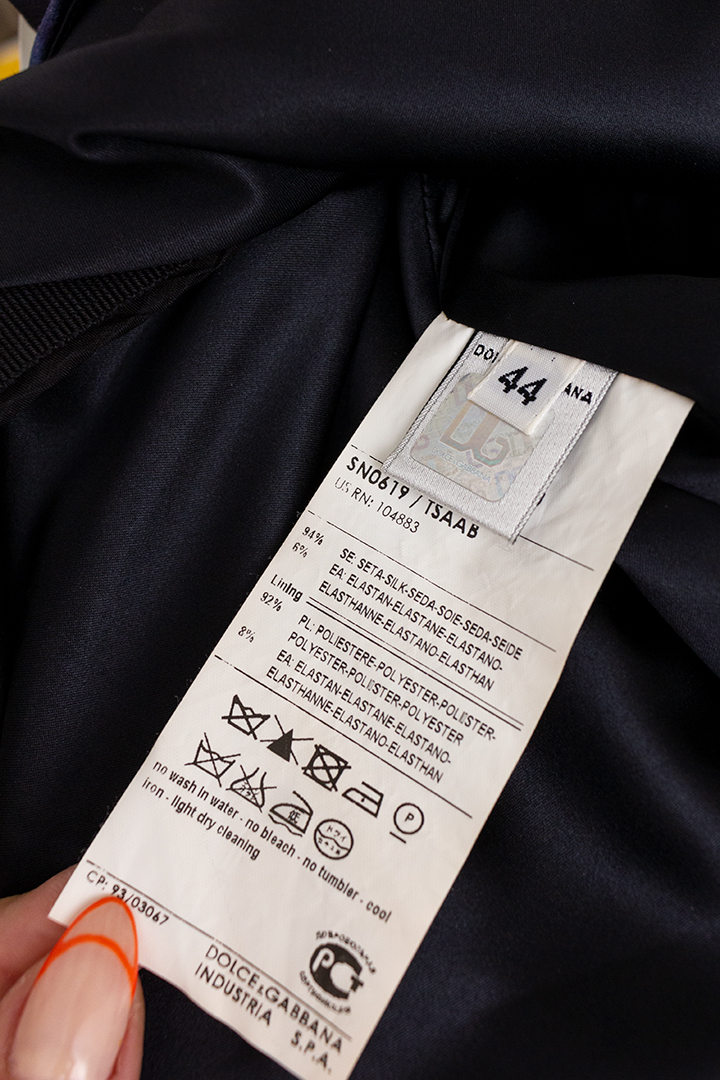 44
DG
SN0619 / TSAAB
US RN: 104883
94% SE: SETA-SILK-SEDA-SOIE-SEDA-SEIDE
6% EA: ELASTAN-ELASTANE-ELASTANO-
ELASTHANNE-ELASTANO-ELASTHAN
Lining
92% PL: POLIESTERE-POLYESTER-POLIESTER-
POLYESTER-POLIESTER-POLYESTER
8% EA: ELASTAN-ELASTANE-ELASTANO-
ELASTHANNE-ELASTANO-ELASTHAN
P
no wash in water - no bleach - no tumbler - cool
iron - light dry cleaning
CP: 93/03067
DOLCE&GABBANA
INDUSTRIA S.P.A.